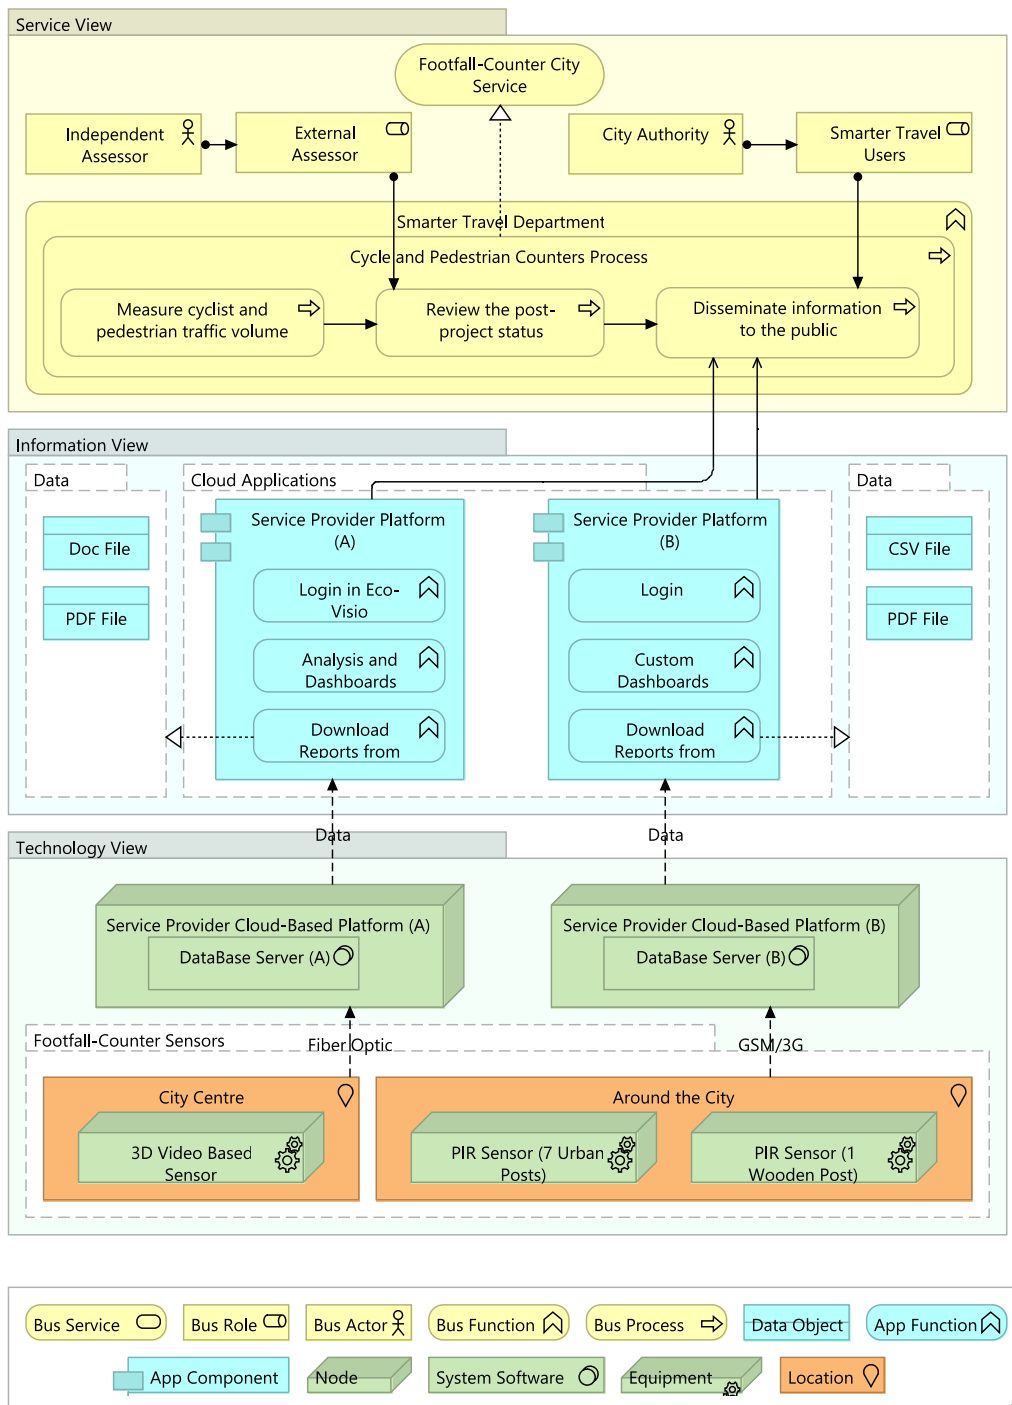 Service View
Footfall-Counter City
Service
Independent
Assessor
External
Assessor
City Authority
Smarter Travel
Users
Smarter Travel Department
Cycle and Pedestrian Counters Process
Measure cyclist and
pedestrian traffic volume
Review the post-
project status
Disseminate information
to the public
Information View
Data
Cloud Applications
Data
Doc File
PDF File
Service Provider Platform
(A)
Login in Eco-
Visio
Analysis and
Dashboards
Download
Reports from
Service Provider Platform
(B)
Login
Custom
Dashboards
Download
Reports from
CSV File
PDF File
Data
Data
Technology View
Service Provider Cloud-Based Platform (A)
DataBase Server (A)
Service Provider Cloud-Based Platform (B)
DataBase Server (B)
Footfall-Counter Sensors
Fiber Optic
GSM/3G
City Centre
3D Video Based
Sensor
Around the City
PIR Sensor (7 Urban
Posts)
PIR Sensor (1
Wooden Post)
Bus Service
Bus Role
Bus Actor
Bus Function
Bus Process
Data Object
App Function
App Component
Node
System Software
Equipment
Location